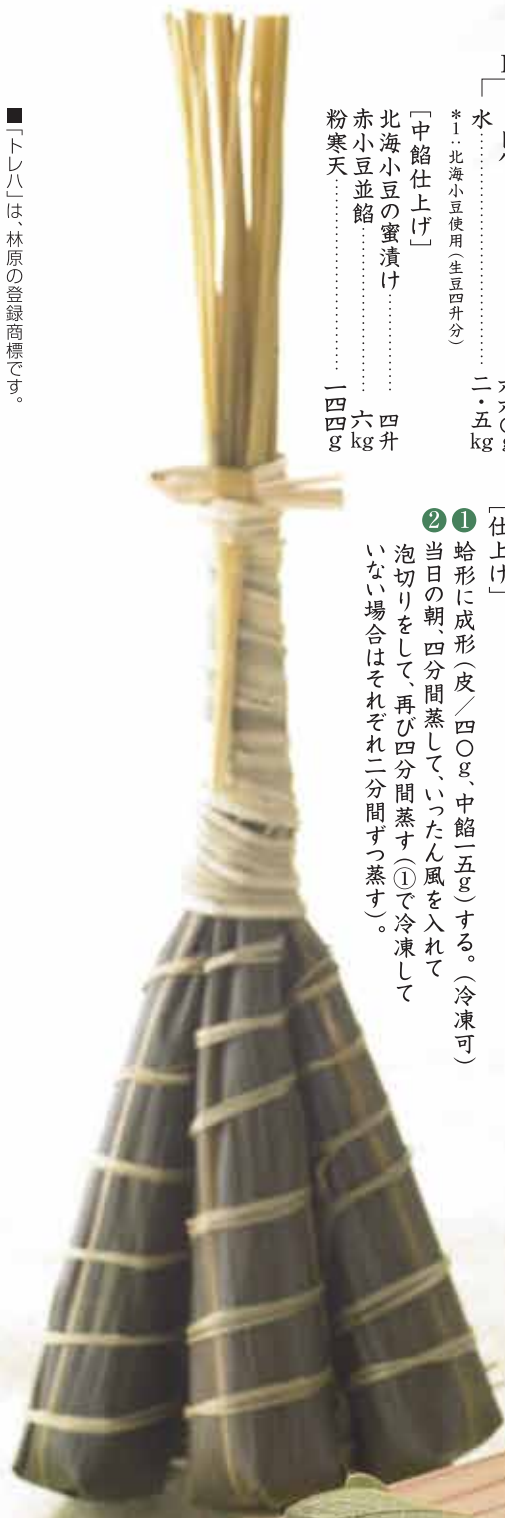 水……………………二・五kg
*1:北海小豆使用(生豆四升分)
[中餡仕上げ]
北海小豆の蜜漬け…………四升
赤小豆並餡…………………六kg
粉寒天……………………一四四g
[仕上げ]
❶ 蛤形に成形(皮/四〇g、中餡一五g)する。(冷凍可)
❷ 当日の朝、四分間蒸して、いったん風を入れて
泡切りをして、再び四分間蒸す(①で冷凍して
いない場合はそれぞれ二分間ずつ蒸す)。
■「トレハ」は、林原の登録商標です。